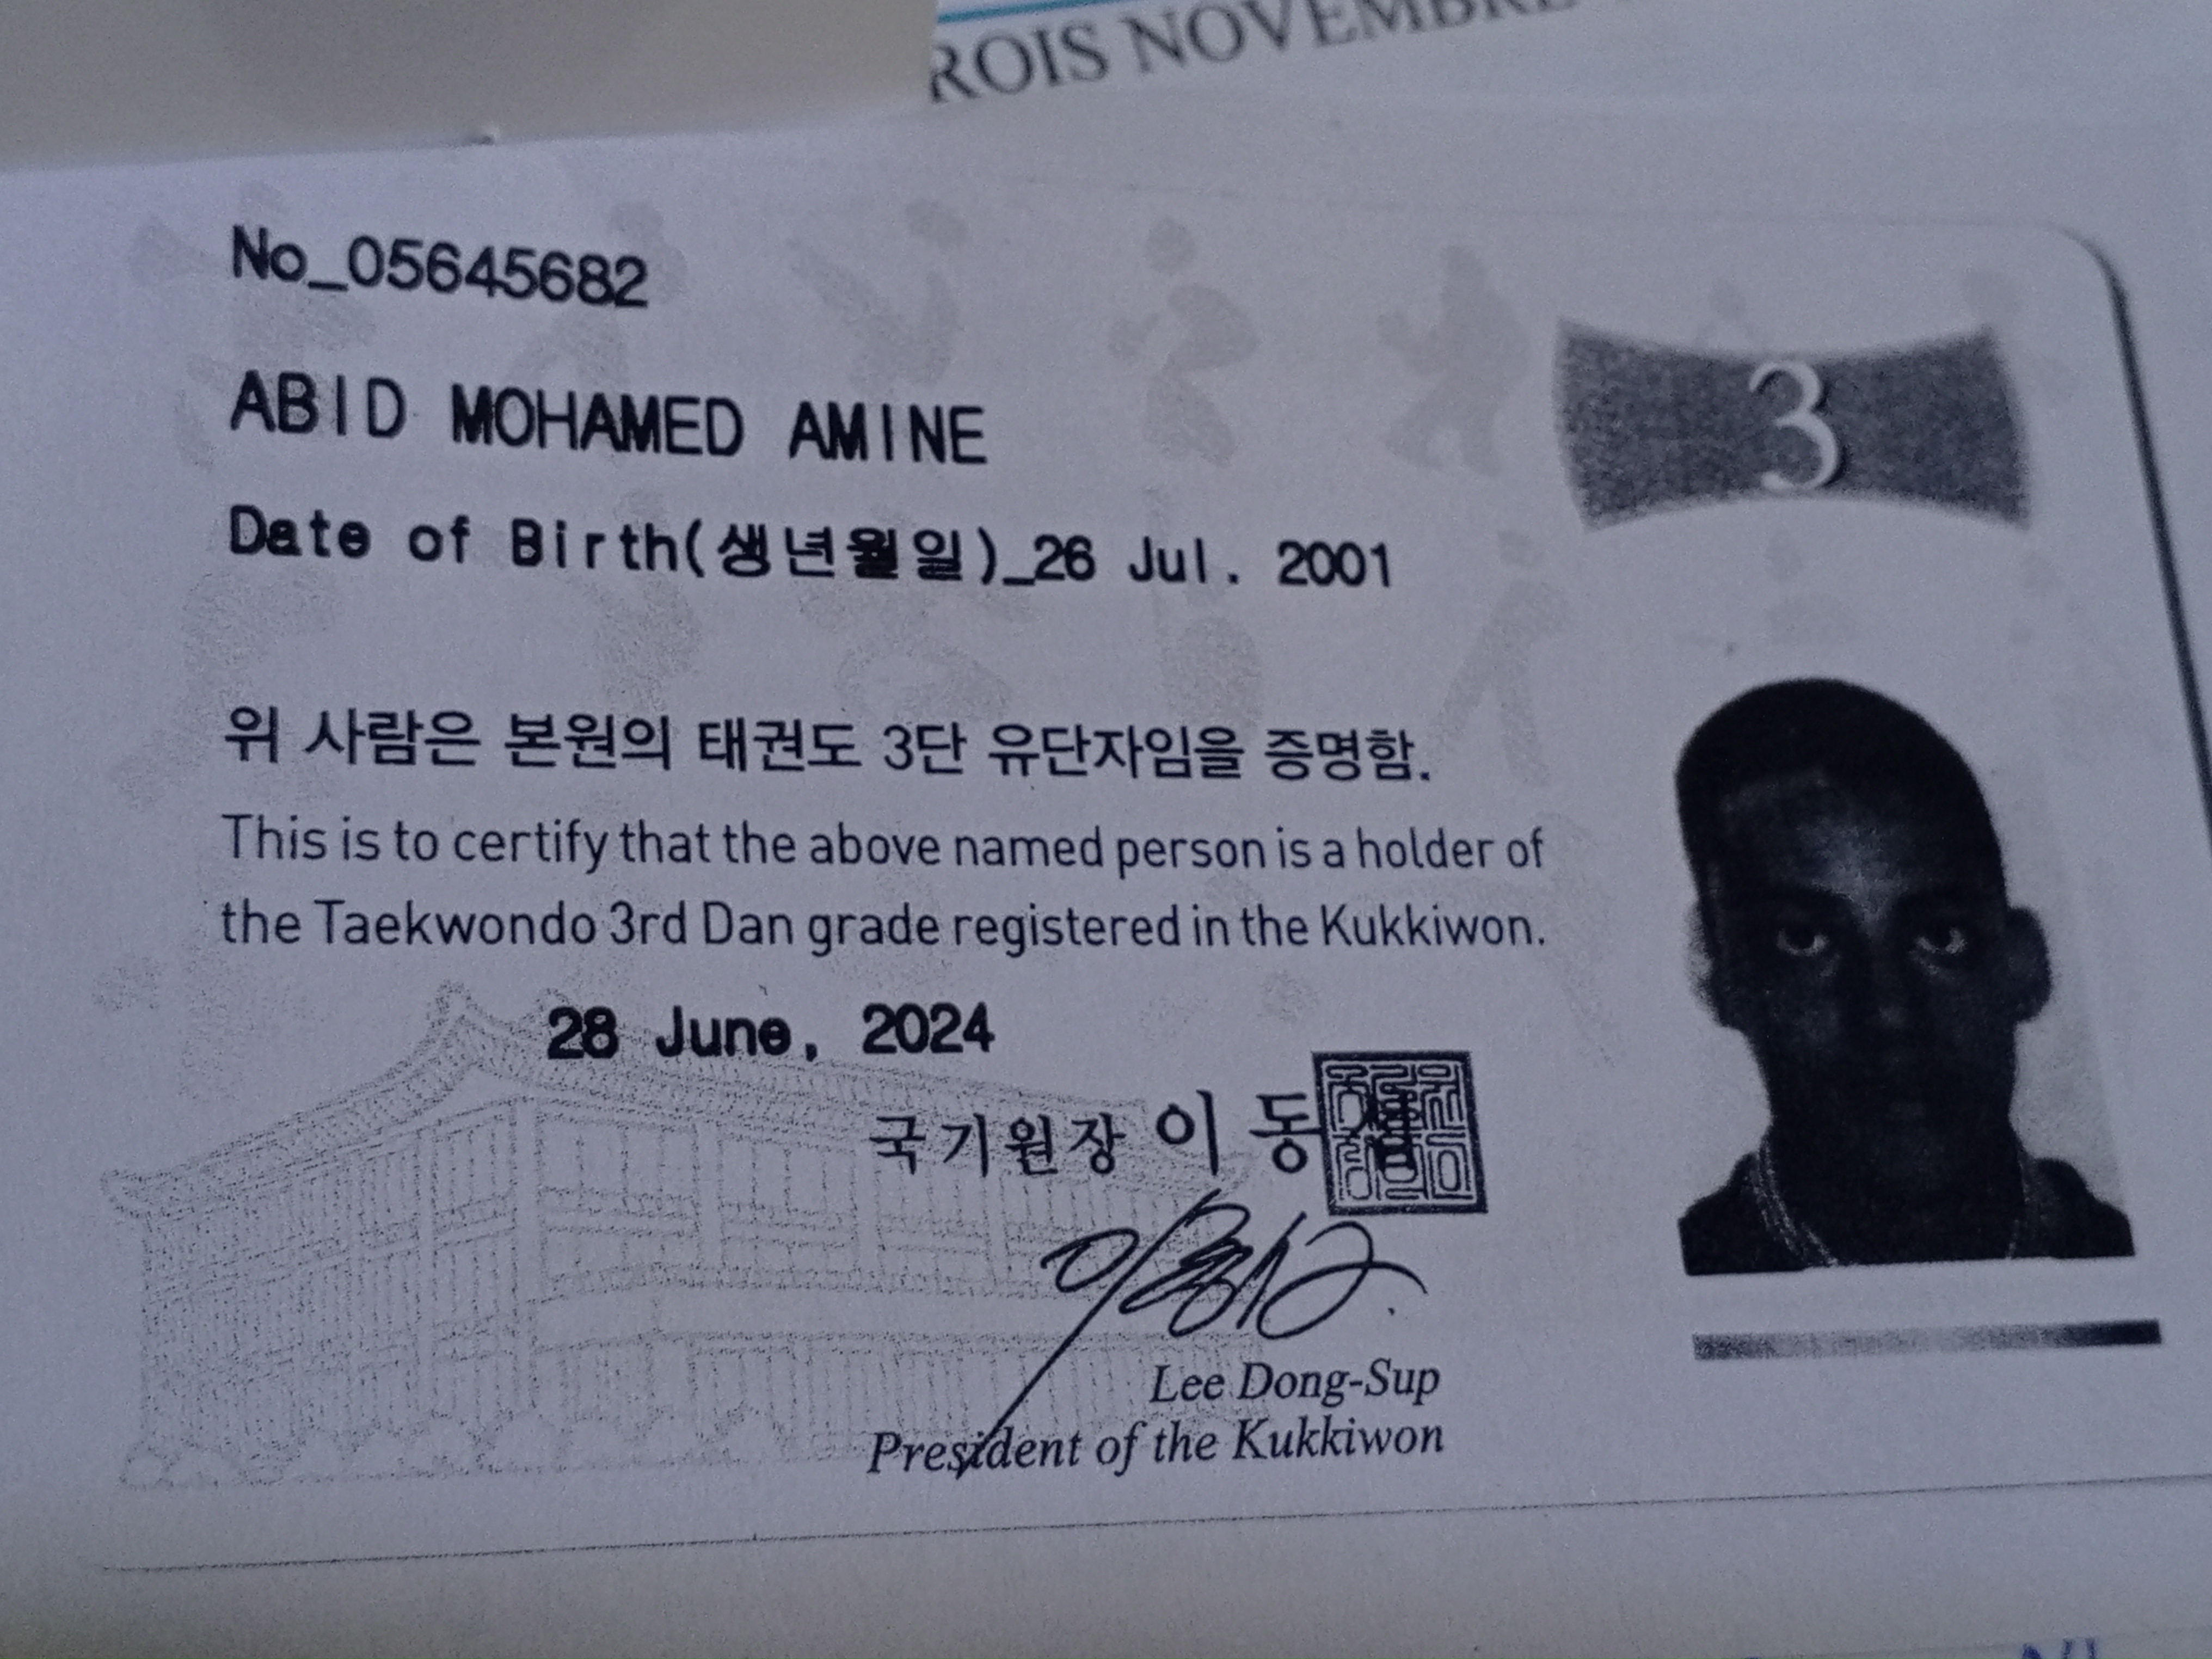 ROIS NOVEMBRE
No_05645682
3
ABID MOHAMED AMINE
Date of Birth(생년월일)_26 Jul. 2001
위 사람은 본원의 태권도 3단 유단자임을 증명함.
This is to certify that the above named person is a holder of
the Taekwondo 3rd Dan grade registered in the Kukkiwon.
28 June, 2024
국기원장 이 동
Lee Dong-Sup
President of the Kukkiwon